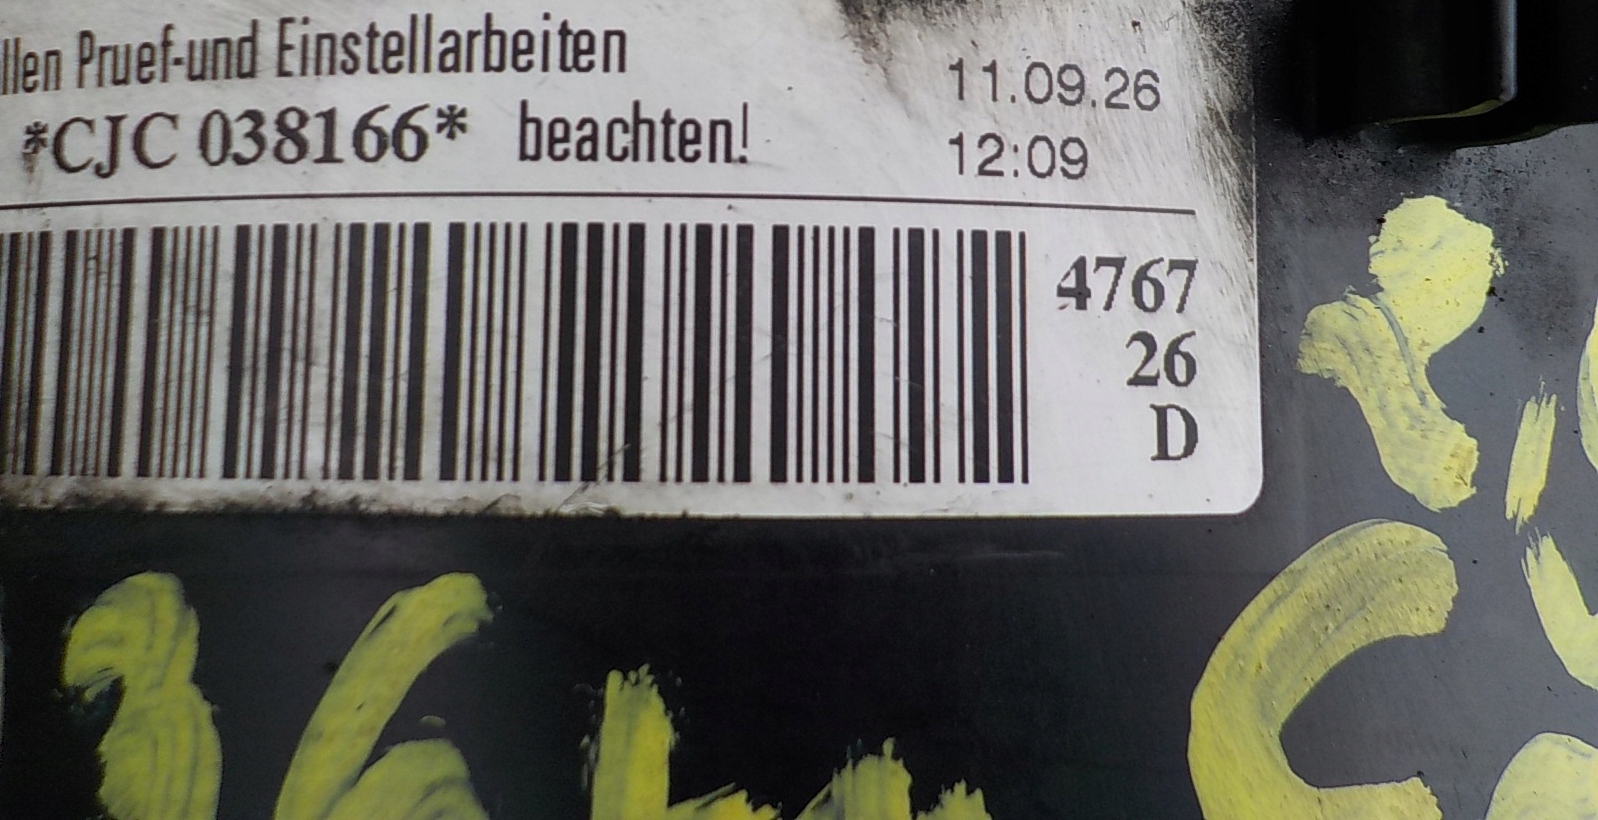 llen Pruef-und Einstellarbeiten
*CJC 038166* beachten!
11.09.26
12:09
4767
26
D